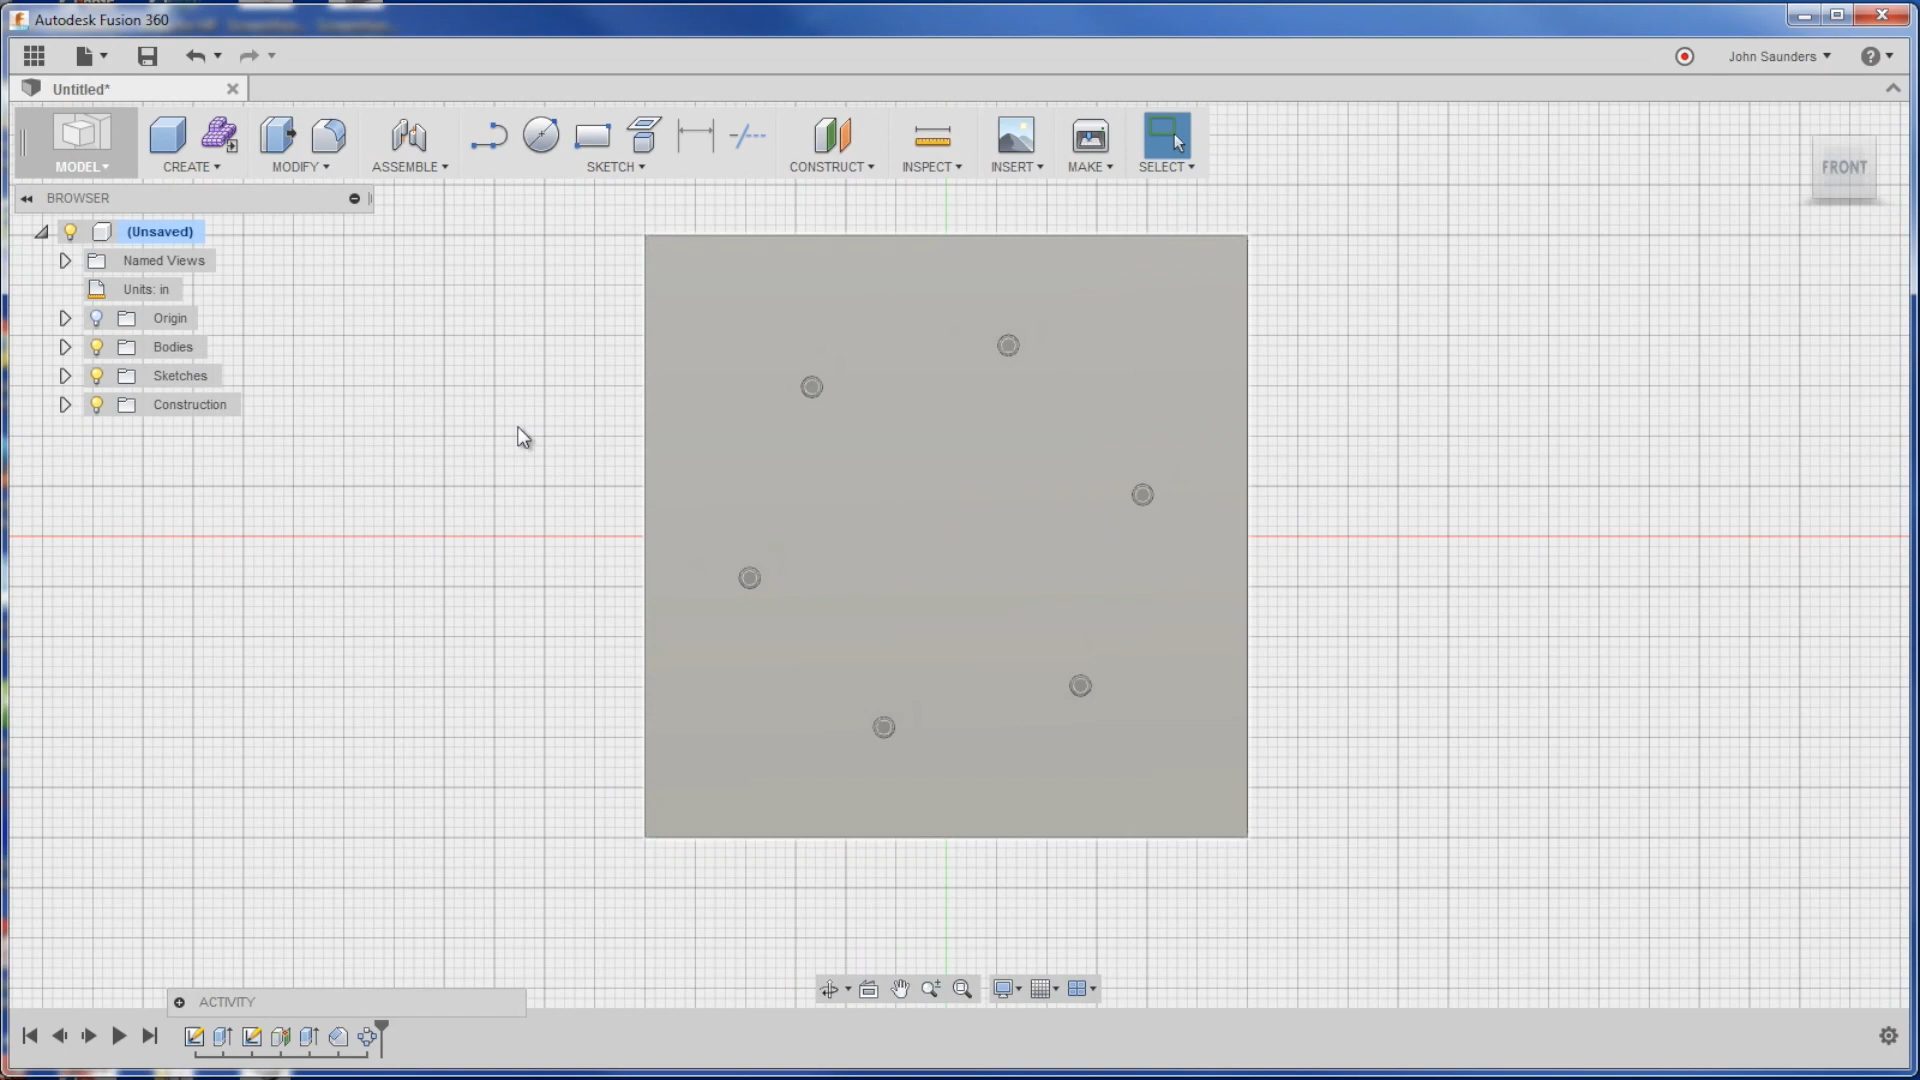 Autodesk Fusion 360
John Saunders
Untitled*
MODEL
CREATE
MODIFY
ASSEMBLE
SKETCH
CONSTRUCT
INSPECT
INSERT
MAKE
SELECT
BROWSER
FRONT
(Unsaved)
Named Views
Units: in
Origin
Bodies
Sketches
Construction
ACTIVITY